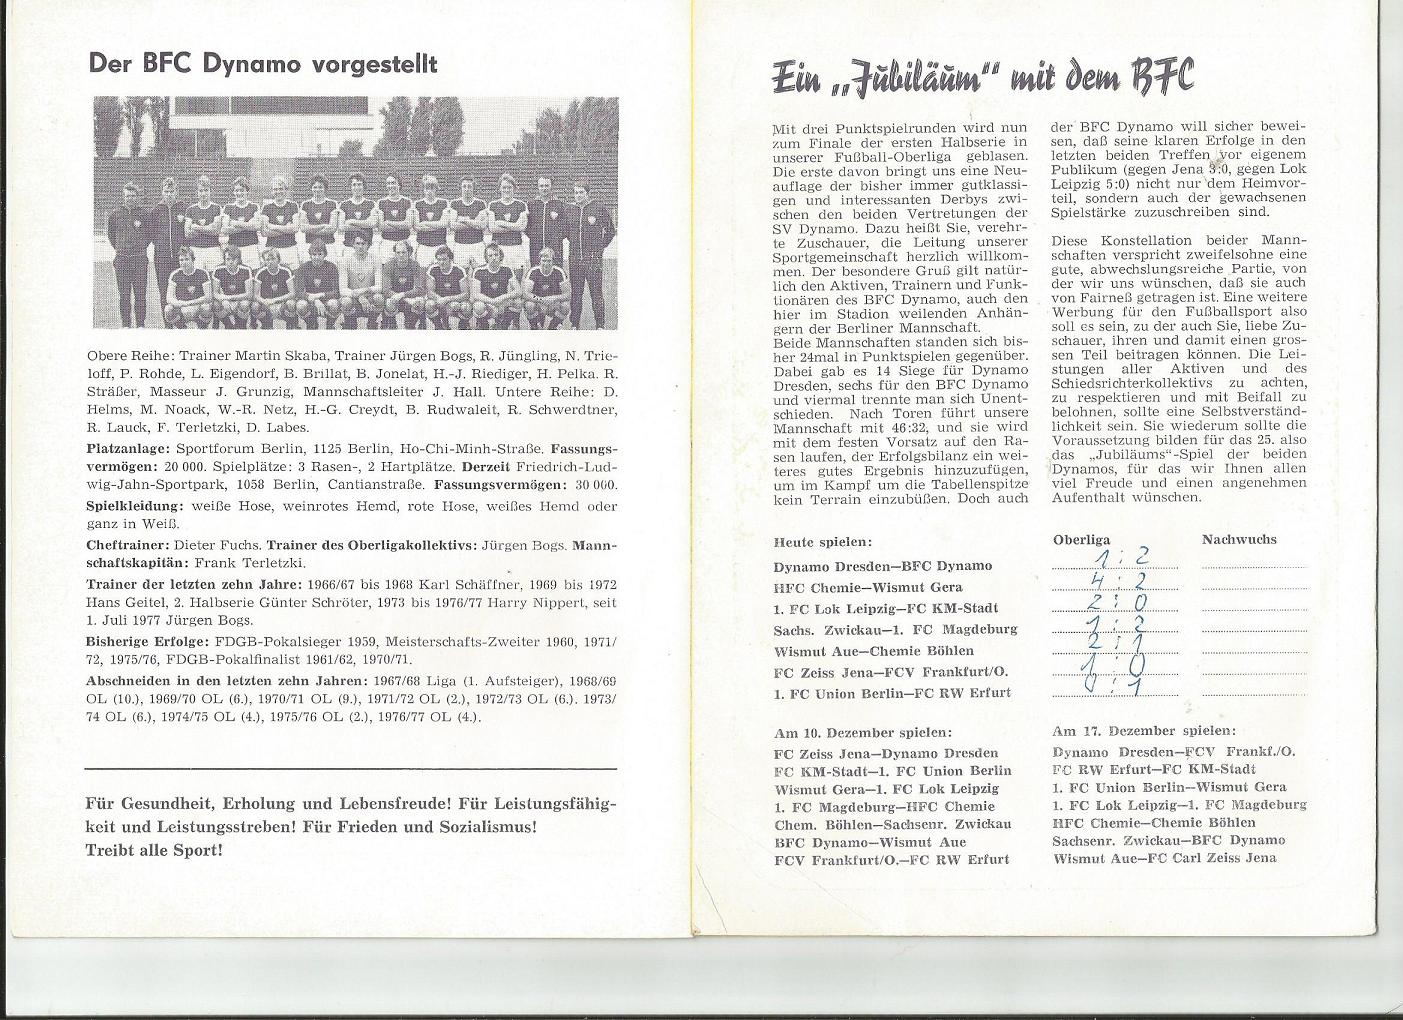 Der BFC Dynamo vorgestellt
Obere Reihe: Trainer Martin Skaba, Trainer Jürgen Bogs, R. Jüngling, N. Trie-
loff, P. Rohde, L. Eigendorf, B. Brillat, B. Jonelat, H.-J. Riediger, H. Pelka. R.
Sträßer, Masseur J. Grunzig, Mannschaftsleiter J. Hall. Untere Reihe: D.
Helms, M. Noack, W.-R. Netz, H.-G. Creydt, B. Rudwaleit, R. Schwerdtner,
R. Lauck, F. Terletzki, D. Labes.
Platzanlage: Sportforum Berlin, 1125 Berlin, Ho-Chi-Minh-Straße. Fassungs-
vermögen: 20 000. Spielplätze: 3 Rasen-, 2 Hartplätze. Derzeit Friedrich-Lud-
wig-Jahn-Sportpark, 1058 Berlin, Cantianstraße. Fassungsvermögen: 30 000.
Spielkleidung: weiße Hose, weinrotes Hemd, rote Hose, weißes Hemd oder
ganz in Weiß.
Cheftrainer: Dieter Fuchs. Trainer des Oberligakollektivs: Jürgen Bogs. Mann-
schaftskapitän: Frank Terletzki.
Trainer der letzten zehn Jahre: 1966/67 bis 1968 Karl Schäffner, 1969 bis 1972
Hans Geitel, 2. Halbserie Günter Schröter, 1973 bis 1976/77 Harry Nippert, seit
1. Juli 1977 Jürgen Bogs.
Bisherige Erfolge: FDGB-Pokalsieger 1959, Meisterschafts-Zweiter 1960, 1971/
72, 1975/76, FDGB-Pokalfinalist 1961/62, 1970/71.
Abschneiden in den letzten zehn Jahren: 1967/68 Liga (1. Aufsteiger), 1968/69
OL (10.), 1969/70 OL (6.), 1970/71 OL (9.), 1971/72 OL (2.), 1972/73 OL (6.). 1973/
74 OL (6.), 1974/75 OL (4.), 1975/76 OL (2.), 1976/77 OL (4.).
Für Gesundheit, Erholung und Lebensfreude! Für Leistungsfähig-
keit und Leistungsstreben! Für Frieden und Sozialismus!
Treibt alle Sport!
Ein „Jubiläum“ mit dem BFC
Mit drei Punktspielrunden wird nun
zum Finale der ersten Halbserie in
unserer Fußball-Oberliga geblasen.
Die erste davon bringt uns eine Neu-
auflage der bisher immer gutklassi-
gen und interessanten Derbys zwi-
schen den beiden Vertretungen der
SV Dynamo. Dazu heißt Sie, verehr-
te Zuschauer, die Leitung unserer
Sportgemeinschaft herzlich willkom-
men. Der besondere Gruß gilt natür-
lich den Aktiven, Trainern und Funk-
tionären des BFC Dynamo, auch den
hier im Stadion weilenden Anhän-
gern der Berliner Mannschaft.
Beide Mannschaften standen sich bis-
her 24mal in Punktspielen gegenüber.
Dabei gab es 14 Siege für Dynamo
Dresden, sechs für den BFC Dynamo
und viermal trennte man sich Unent-
schieden. Nach Toren führt unsere
Mannschaft mit 46:32, und sie wird
mit dem festen Vorsatz auf den Ra-
sen laufen, der Erfolgsbilanz ein wei-
teres gutes Ergebnis hinzuzufügen,
um im Kampf um die Tabellenspitze
kein Terrain einzubüßen. Doch auch
der BFC Dynamo will sicher bewei-
sen, daß seine klaren Erfolge in den
letzten beiden Treffen vor eigenem
Publikum (gegen Jena 3:0, gegen Lok
Leipzig 5:0) nicht nur dem Heimvor-
teil, sondern auch der gewachsenen
Spielstärke zuzuschreiben sind.
Diese Konstellation beider Mann-
schaften verspricht zweifelsohne eine
gute, abwechslungsreiche Partie, von
der wir uns wünschen, daß sie auch
von Fairneß getragen ist. Eine weitere
Werbung für den Fußballsport also
soll es sein, zu der auch Sie, liebe Zu-
schauer, ihren und damit einen gros-
sen Teil beitragen können. Die Lei-
stungen aller Aktiven und des
Schiedsrichterkollektivs zu achten,
zu respektieren und mit Beifall zu
belohnen, sollte eine Selbstverständ-
lichkeit sein. Sie wiederum sollte die
Voraussetzung bilden für das 25. also
das „Jubiläums“-Spiel der beiden
Dynamos, für das wir Ihnen allen
viel Freude und einen angenehmen
Aufenthalt wünschen.
Heute spielen: Oberliga Nachwuchs
Dynamo Dresden—BFC Dynamo 1 : 2
HFC Chemie—Wismut Gera 4 : 2
1. FC Lok Leipzig—FC KM-Stadt 2 : 0
Sachs. Zwickau—1. FC Magdeburg 1 : 2
Wismut Aue—Chemie Böhlen 2 : 1
FC Zeiss Jena—FCV Frankfurt/O. 1 : 0
1. FC Union Berlin—FC RW Erfurt 0 : 1
Am 10. Dezember spielen:
FC Zeiss Jena—Dynamo Dresden
FC KM-Stadt—1. FC Union Berlin
Wismut Gera—1. FC Lok Leipzig
1. FC Magdeburg—HFC Chemie
Chem. Böhlen—Sachsenr. Zwickau
BFC Dynamo—Wismut Aue
FCV Frankfurt/O.—FC RW Erfurt
Am 17. Dezember spielen:
Dynamo Dresden—FCV Frankf./O.
FC RW Erfurt—FC KM-Stadt
1. FC Union Berlin—Wismut Gera
1. FC Lok Leipzig—1. FC Magdeburg
HFC Chemie—Chemie Böhlen
Sachsenr. Zwickau—BFC Dynamo
Wismut Aue—FC Carl Zeiss Jena